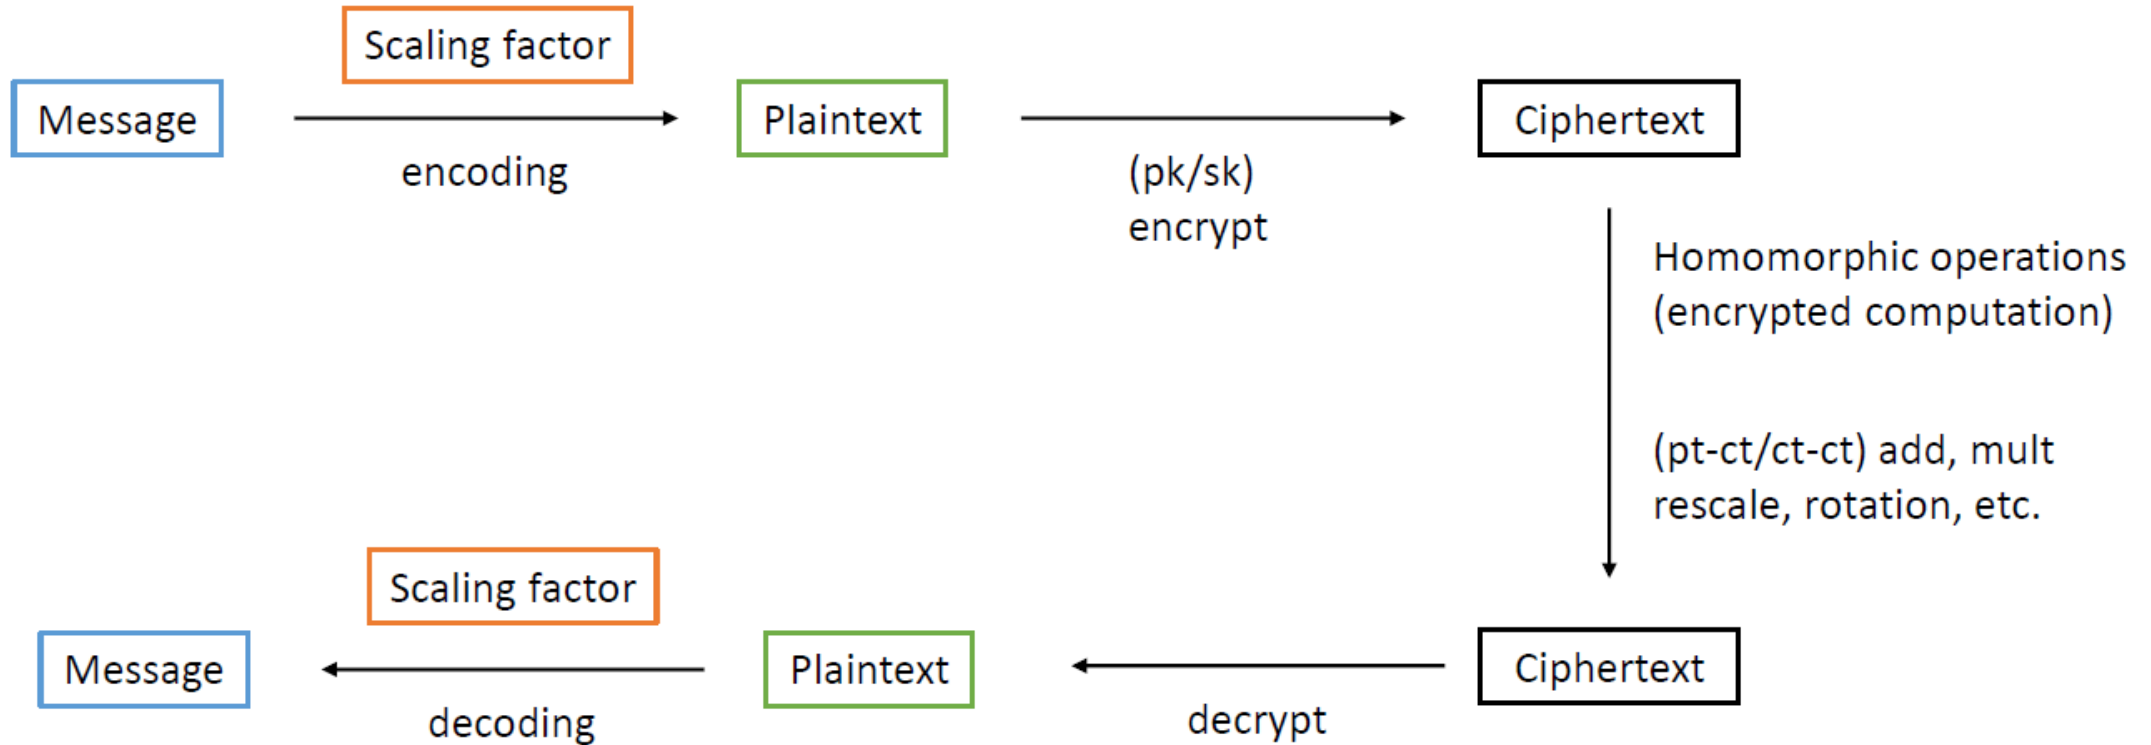 Scaling factor
Message
encoding
Plaintext
(pk/sk)
encrypt
Ciphertext
Homomorphic operations
(encrypted computation)
(pt-ct/ct-ct) add, mult
rescale, rotation, etc.
Ciphertext
decrypt
Plaintext
Scaling factor
decoding
Message